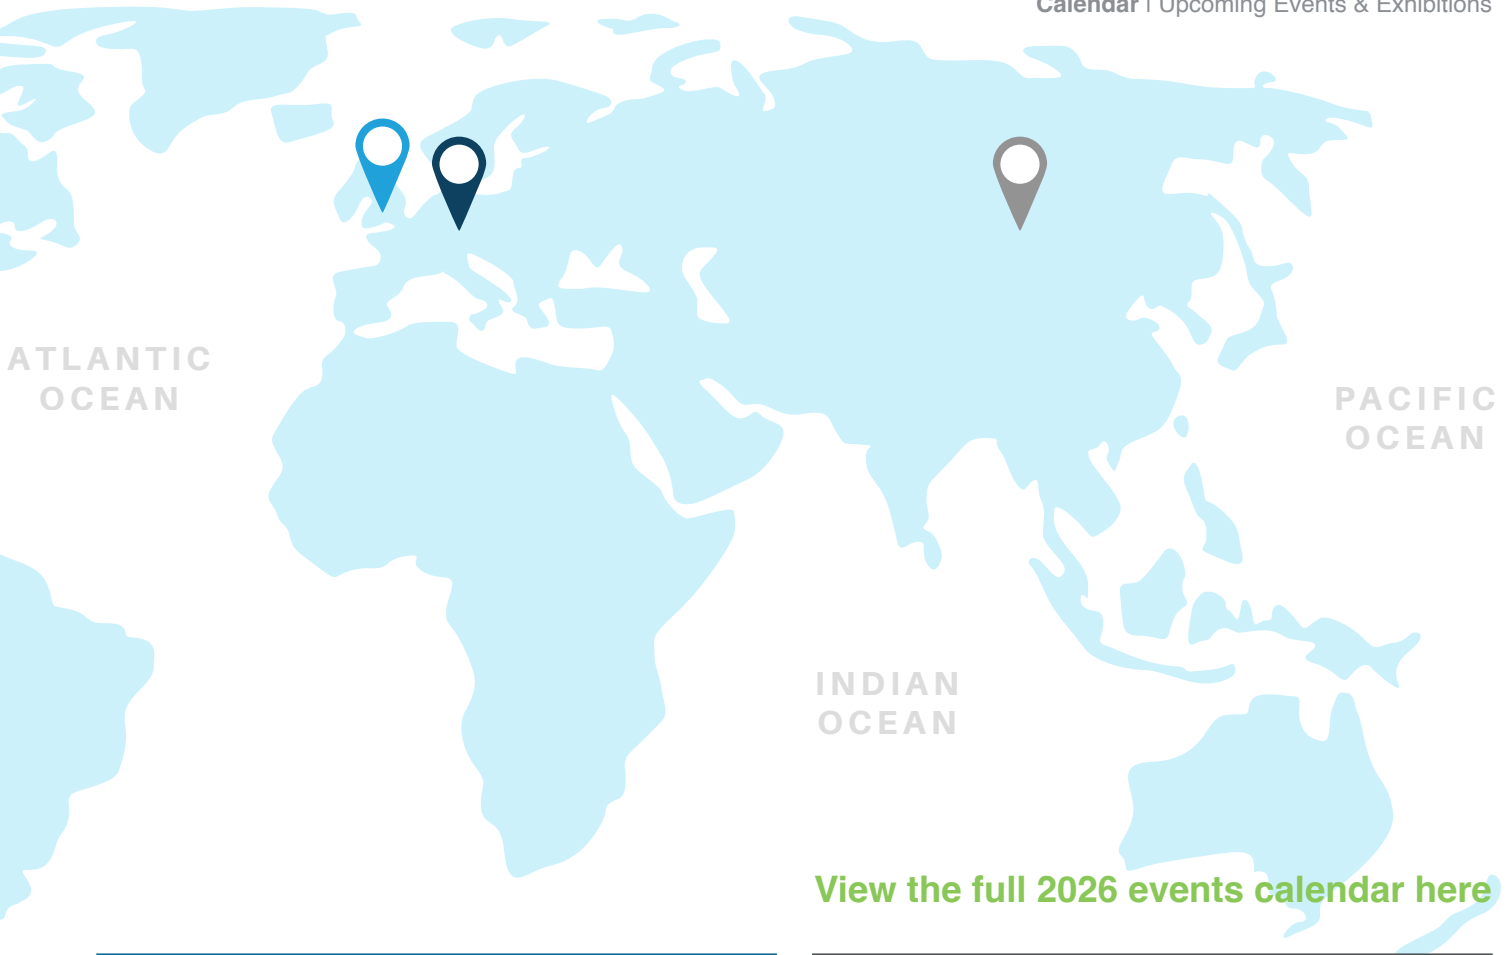 Calendar | Upcoming Events & Exhibitions
ATLANTIC
OCEAN
PACIFIC
OCEAN
INDIAN
OCEAN
View the full 2026 events calendar here